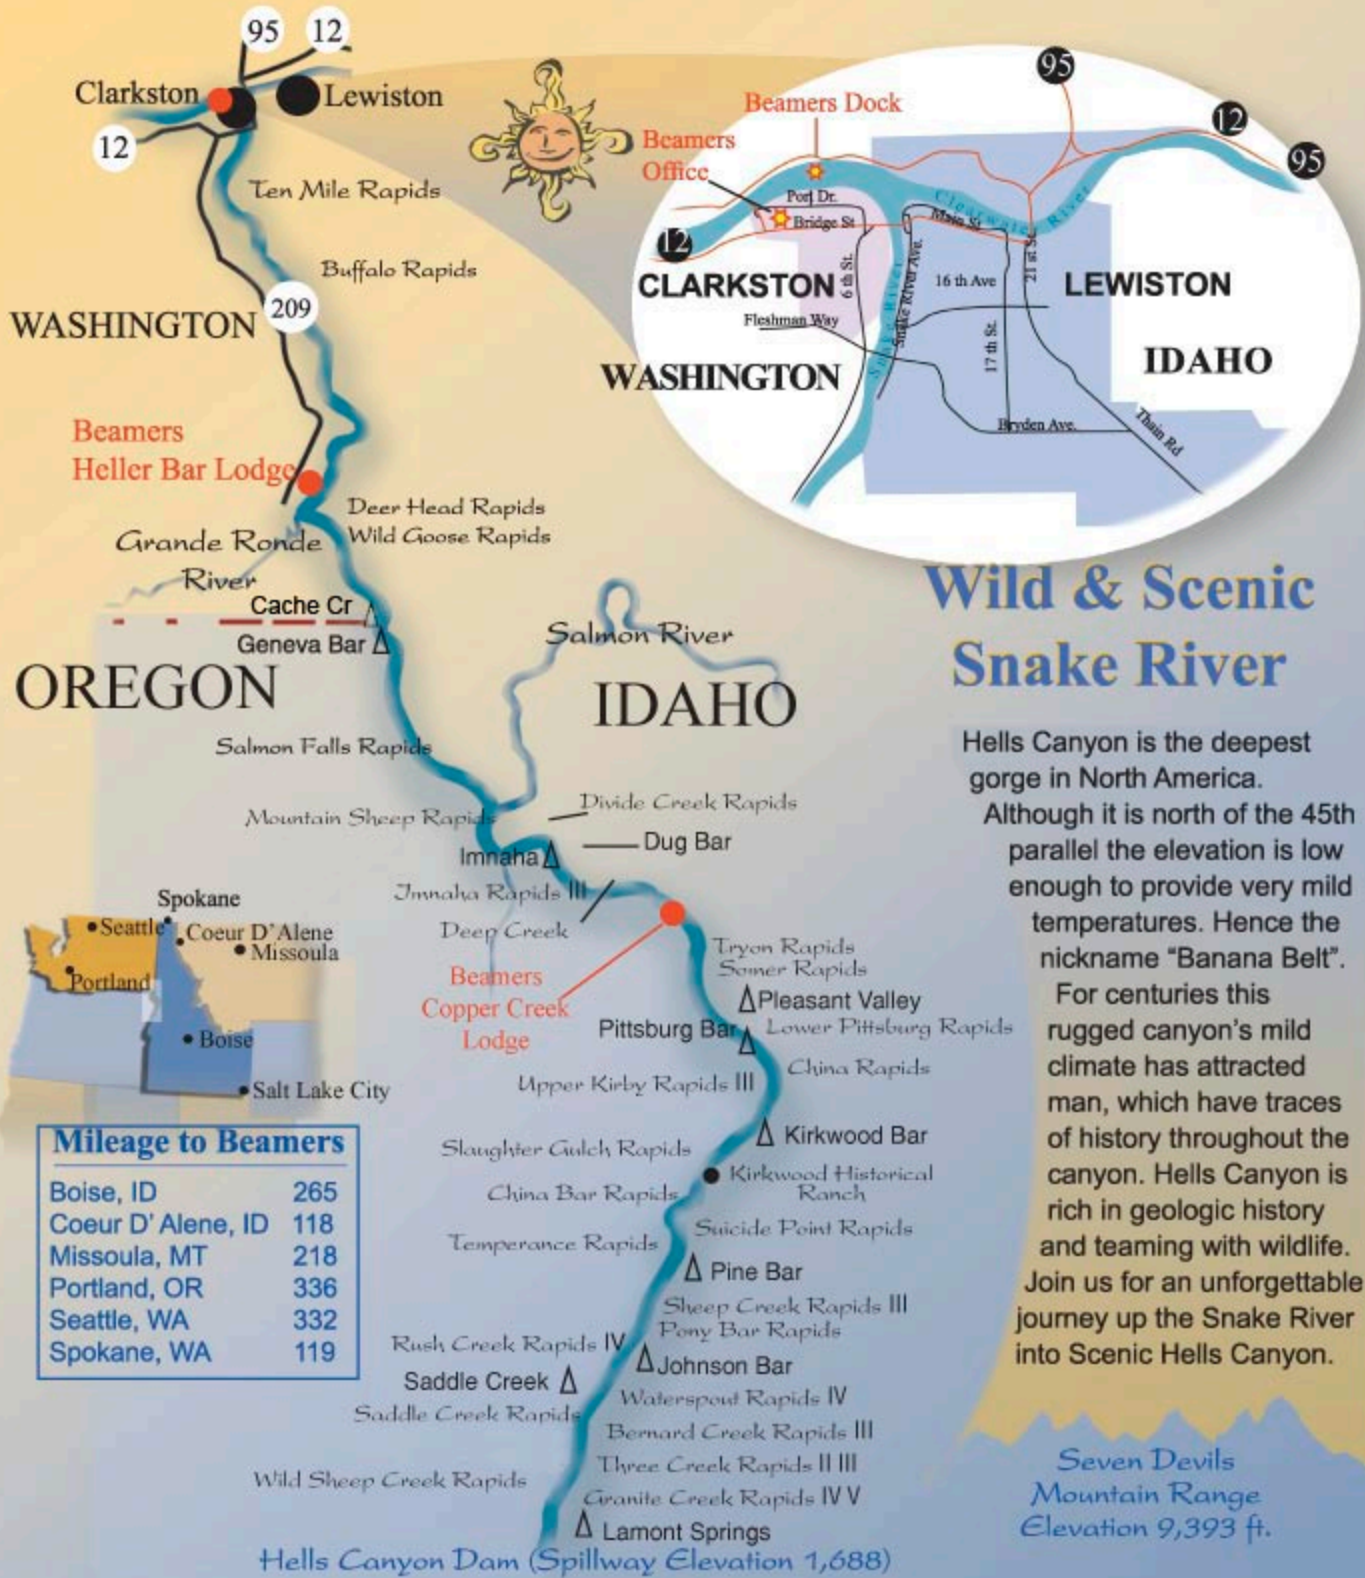 95
12
Clarkston
Lewiston
12
Ten Mile Rapids
Buffalo Rapids
WASHINGTON
209
Beamers
Heller Bar Lodge
Deer Head Rapids
Wild Goose Rapids
Grande Ronde
River
Cache Cr
Geneva Bar
OREGON
Salmon River
IDAHO
Salmon Falls Rapids
Mountain Sheep Rapids
Divide Creek Rapids
Dug Bar
Imnaha
Imnaha Rapids III
Deep Creek
Beamers
Copper Creek
Lodge
Tryon Rapids
Somer Rapids
Pleasant Valley
Pittsburg Bar
Lower Pittsburg Rapids
China Rapids
Upper Kirby Rapids III
Kirkwood Bar
Slaughter Gulch Rapids
Kirkwood Historical
Ranch
China Bar Rapids
Suicide Point Rapids
Temperance Rapids
Pine Bar
Sheep Creek Rapids III
Pony Bar Rapids
Rush Creek Rapids IV
Johnson Bar
Saddle Creek
Waterspout Rapids IV
Saddle Creek Rapids
Bernard Creek Rapids III
Three Creek Rapids II III
Wild Sheep Creek Rapids
Granite Creek Rapids IV V
Lamont Springs
Hells Canyon Dam (Spillway Elevation 1,688)
95
Beamers Dock
12
Beamers
Office
95
Port Dr.
Clearwater River
Bridge St
Main St
12
CLARKSTON
6 th St.
Snake River
Snake River Ave.
16 th Ave
21 st St.
LEWISTON
Fleshman Way
17 th St.
WASHINGTON
IDAHO
Bryden Ave.
Thain Rd
Wild & Scenic
Snake River
Hells Canyon is the deepest
gorge in North America.
Although it is north of the 45th
parallel the elevation is low
enough to provide very mild
temperatures. Hence the
nickname “Banana Belt”.
For centuries this
rugged canyon’s mild
climate has attracted
man, which have traces
of history throughout the
canyon. Hells Canyon is
rich in geologic history
and teaming with wildlife.
Join us for an unforgettable
journey up the Snake River
into Scenic Hells Canyon.
Seven Devils
Mountain Range
Elevation 9,393 ft.
Spokane
Seattle
Coeur D’Alene
Missoula
Portland
Boise
Salt Lake City
Mileage to Beamers
Boise, ID 265
Coeur D’ Alene, ID 118
Missoula, MT 218
Portland, OR 336
Seattle, WA 332
Spokane, WA 119